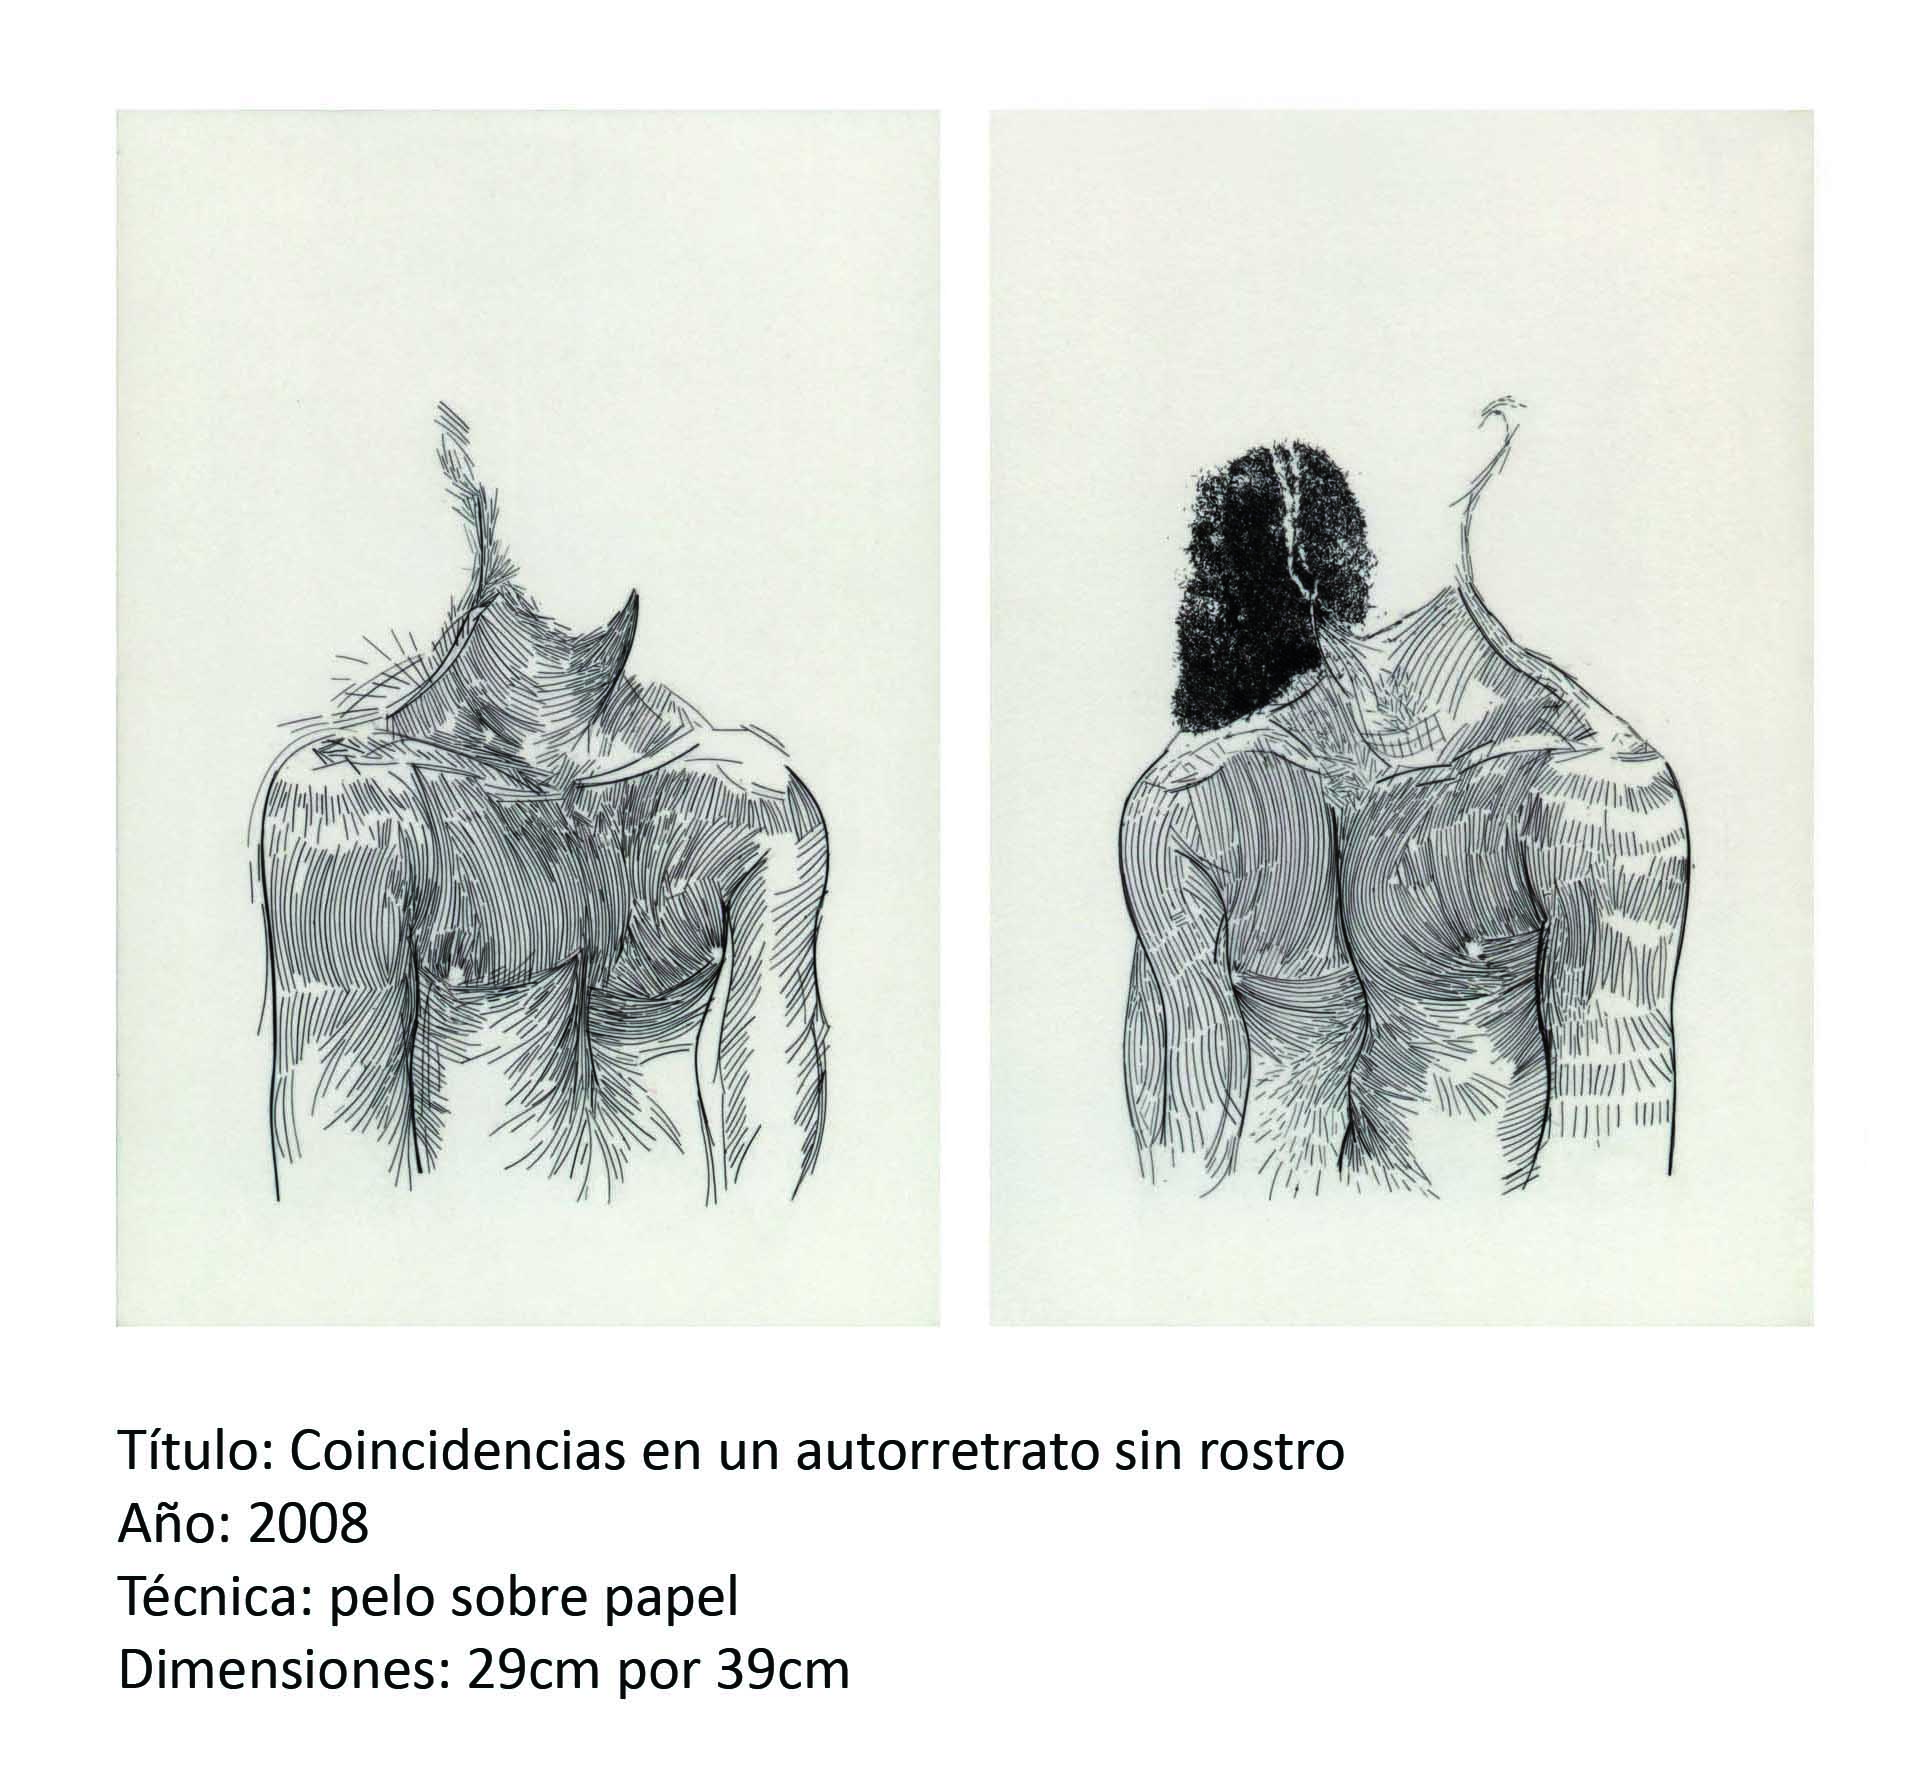 Título: Coincidencias en un autorretrato sin rostro
Año: 2008
Técnica: pelo sobre papel
Dimensiones: 29cm por 39cm